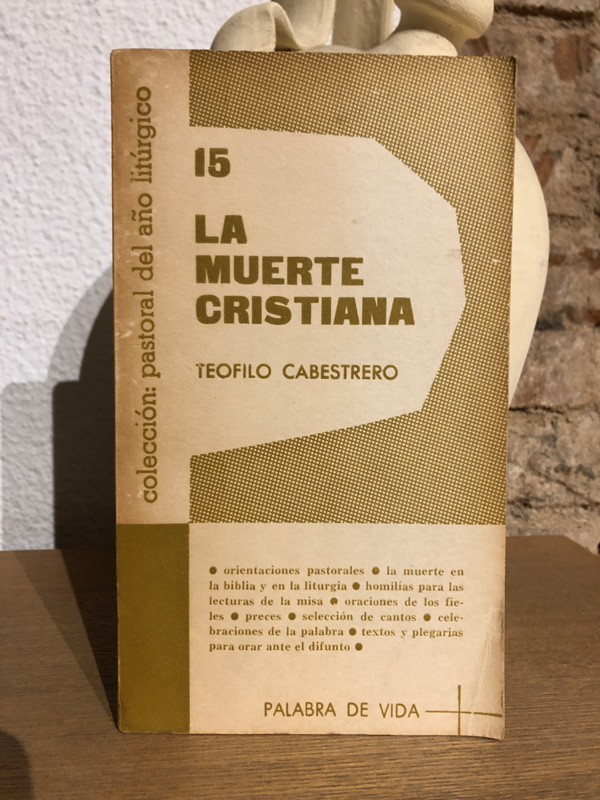 colección: pastoral del año litúrgico
15
LA
MUERTE
CRISTIANA
TEOFILO CABESTRERO
● orientaciones pastorales ● la muerte en
la biblia y en la liturgia ● homilías para las
lecturas de la misa ● oraciones de los fie-
les ● preces ● selección de cantos ● cele-
braciones de la palabra ● textos y plegarias
para orar ante el difunto ●
PALABRA DE VIDA